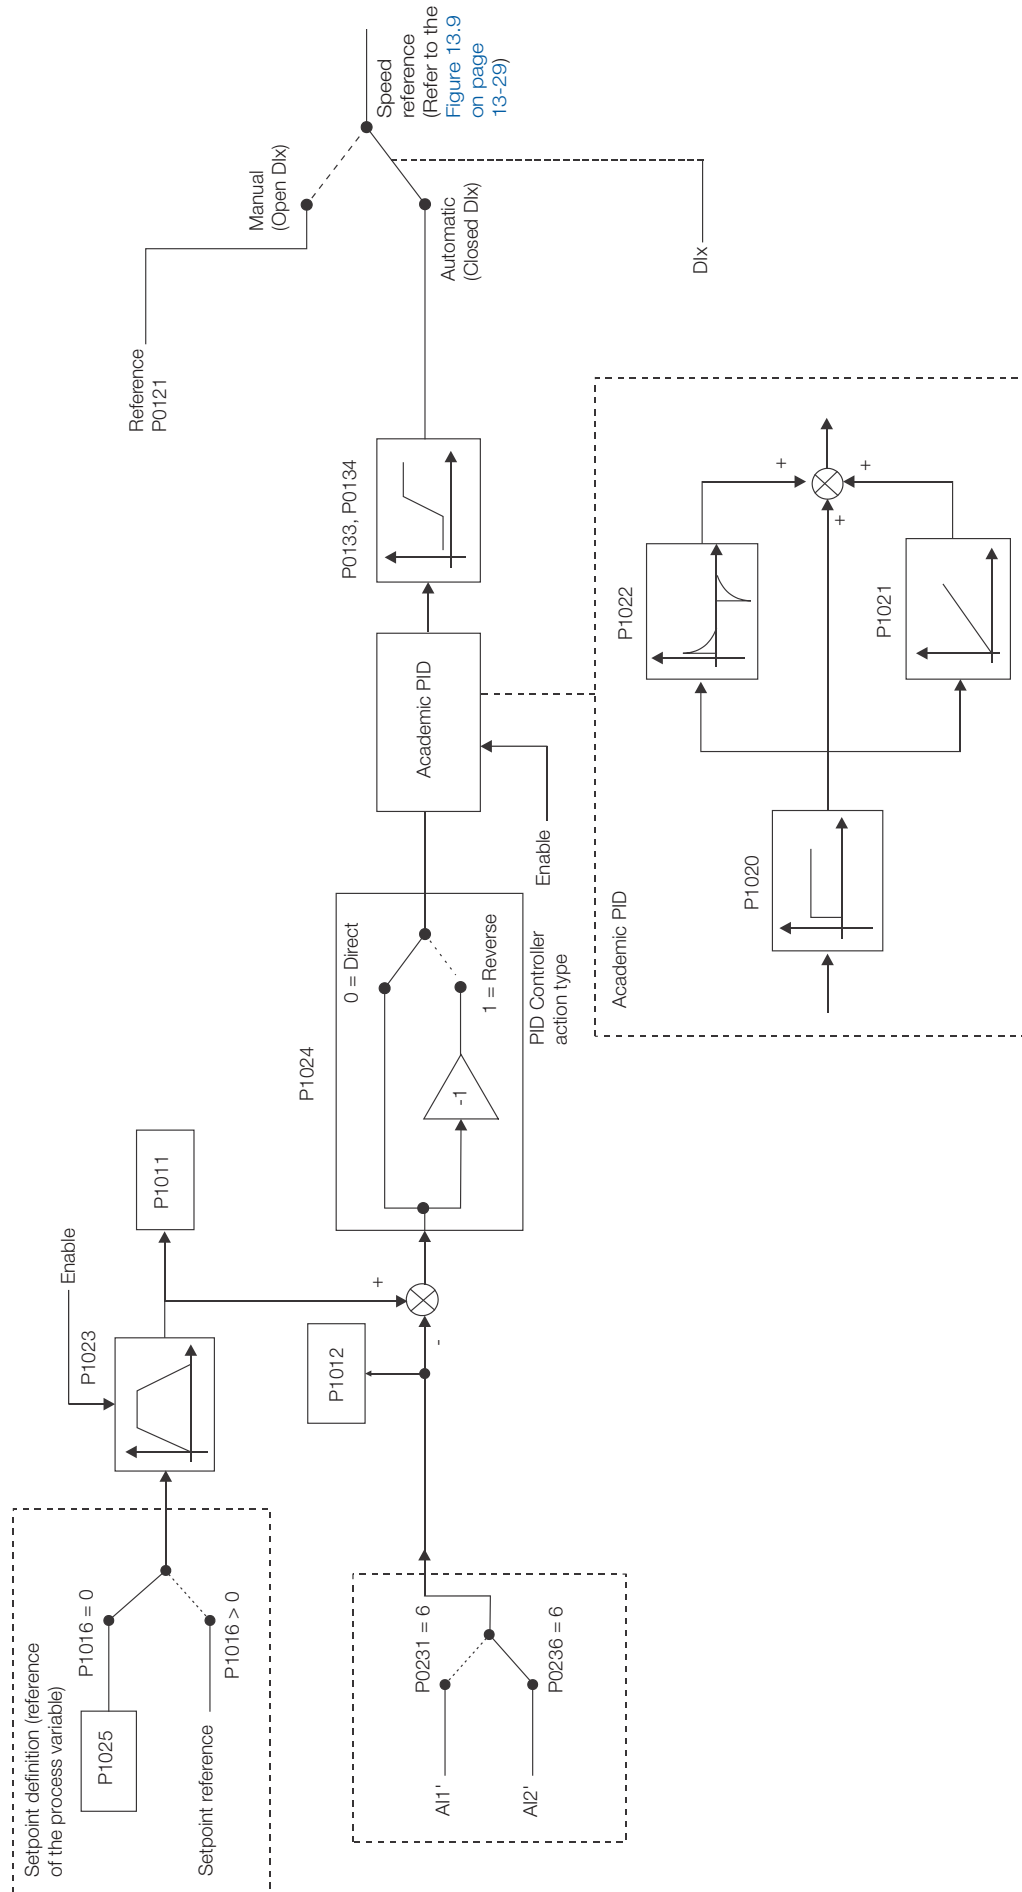 Setpoint definition (reference
of the process variable)
P1025
P1016 = 0
Setpoint reference
P1016 > 0
P1023
Enable
P1011
AI1'
P0231 = 6
AI2'
P0236 = 6
P1012
+
-
P1024
0 = Direct
-1
1 = Reverse
PID Controller
action type
Enable
Academic PID
P0133, P0134
Reference
P0121
Manual
(Open DIx)
Automatic
(Closed DIx)
DIx
Speed
reference
(Refer to the
Figure 13.9
on page
13-29)
Academic PID
P1020
P1022
P1021
+
+
+